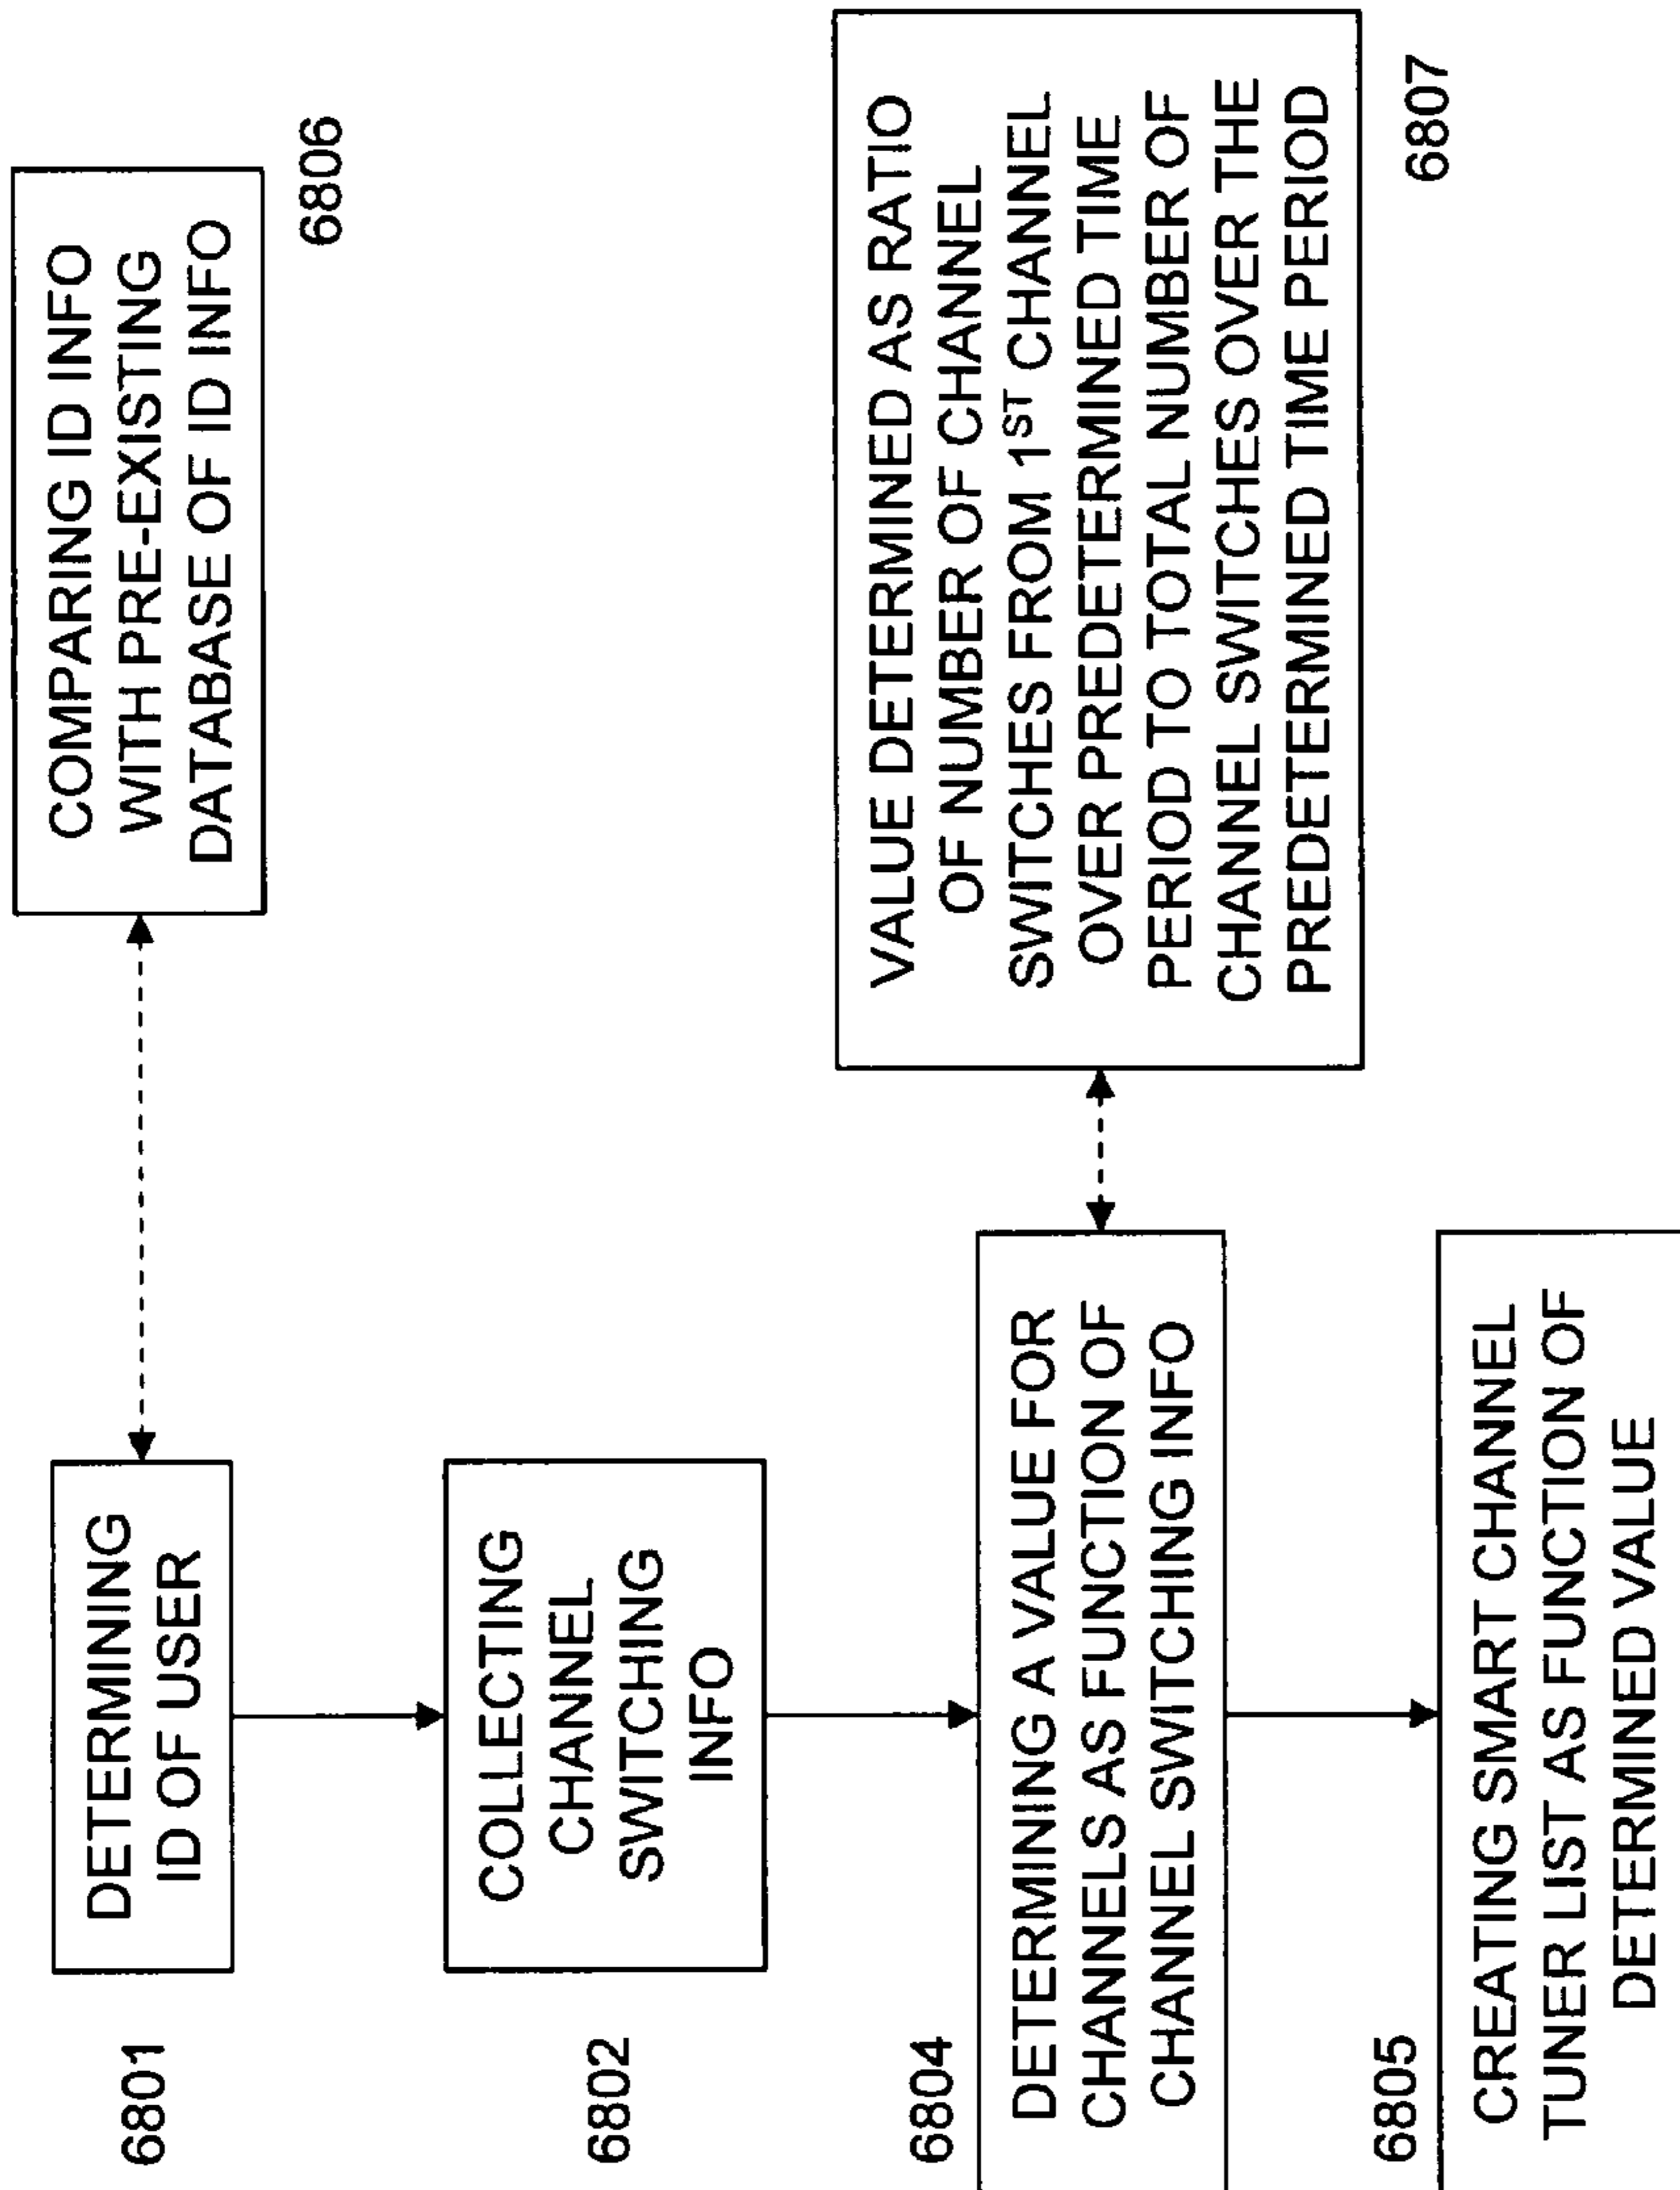 6801
DETERMINING
ID OF USER
COMPARING ID INFO
WITH PRE-EXISTING
DATABASE OF ID INFO
6806
6802
COLLECTING
CHANNEL
SWITCHING
INFO
6804
DETERMINING A VALUE FOR
CHANNELS AS FUNCTION OF
CHANNEL SWITCHING INFO
VALUE DETERMINED AS RATIO
OF NUMBER OF CHANNEL
SWITCHES FROM 1ST CHANNEL
OVER PREDETERMINED TIME
PERIOD TO TOTAL NUMBER OF
CHANNEL SWITCHES OVER THE
PREDETERMINED TIME PERIOD
6807
6805
CREATING SMART CHANNEL
TUNER LIST AS FUNCTION OF
DETERMINED VALUE